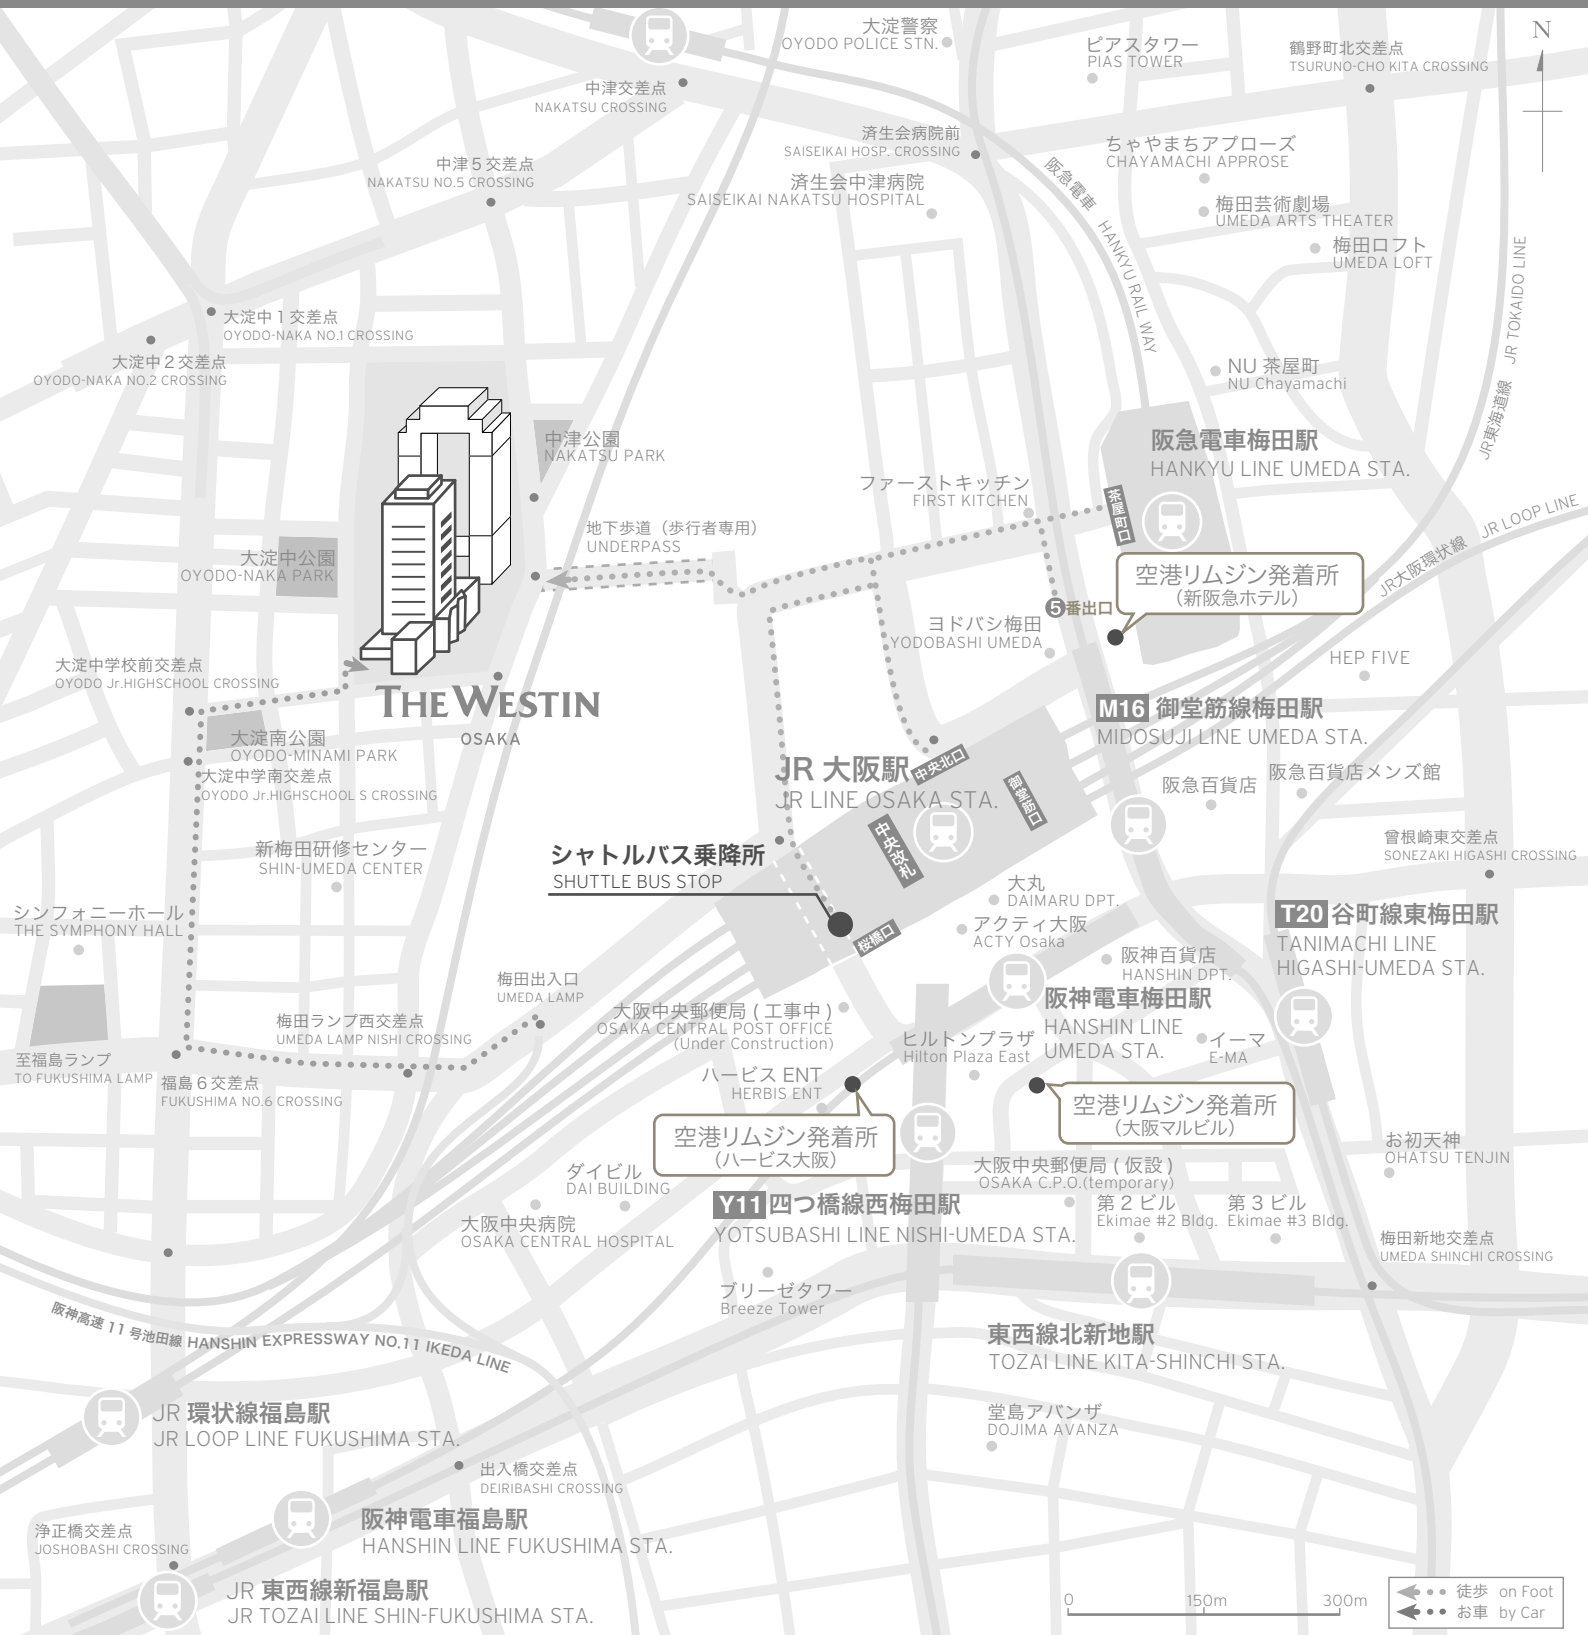 大淀警察
OYODO POLICE STN.
ピアスタワー
PIAS TOWER
鶴野町北交差点
TSURUNO-CHO KITA CROSSING
N
中津交差点
NAKATSU CROSSING
済生会病院前
SAISEIKAI HOSP. CROSSING
ちゃやまちアプローズ
CHAYAMACHI APPROSE
中津５交差点
NAKATSU NO.5 CROSSING
済生会中津病院
SAISEIKAI NAKATSU HOSPITAL
阪急電車 HANKYU RAIL WAY
梅田芸術劇場
UMEDA ARTS THEATER
梅田ロフト
UMEDA LOFT
JR東海道線 JR TOKAIDO LINE
大淀中１交差点
OYODO-NAKA NO.1 CROSSING
大淀中２交差点
OYODO-NAKA NO.2 CROSSING
NU 茶屋町
NU Chayamachi
中津公園
NAKATSU PARK
阪急電車梅田駅
HANKYU LINE UMEDA STA.
ファーストキッチン
FIRST KITCHEN
茶屋町口
地下歩道（歩行者専用）
UNDERPASS
JR大阪環状線 JR LOOP LINE
大淀中公園
OYODO-NAKA PARK
空港リムジン発着所
（新阪急ホテル）
5番出口
ヨドバシ梅田
YODOBASHI UMEDA
HEP FIVE
大淀中学校前交差点
OYODO Jr.HIGHSCHOOL CROSSING
THE WESTIN
OSAKA
M16 御堂筋線梅田駅
MIDOSUJI LINE UMEDA STA.
大淀南公園
OYODO-MINAMI PARK
大淀中学南交差点
OYODO Jr.HIGHSCHOOL S CROSSING
JR 大阪駅
JR LINE OSAKA STA.
中央北口
御堂筋口
中央改札
阪急百貨店
阪急百貨店メンズ館
新梅田研修センター
SHIN-UMEDA CENTER
シャトルバス乗降所
SHUTTLE BUS STOP
曾根崎東交差点
SONEZAKI HIGASHI CROSSING
大丸
DAIMARU DPT.
シンフォニーホール
THE SYMPHONY HALL
アクティ大阪
ACTY Osaka
桜橋口
T20 谷町線東梅田駅
TANIMACHI LINE
HIGASHI-UMEDA STA.
阪神百貨店
HANSHIN DPT.
梅田出入口
UMEDA LAMP
大阪中央郵便局 ( 工事中 )
OSAKA CENTRAL POST OFFICE
(Under Construction)
阪神電車梅田駅
HANSHIN LINE
UMEDA STA.
梅田ランプ西交差点
UMEDA LAMP NISHI CROSSING
ヒルトンプラザ
Hilton Plaza East
イーマ
E-MA
至福島ランプ
TO FUKUSHIMA LAMP
福島６交差点
FUKUSHIMA NO.6 CROSSING
ハービス ENT
HERBIS ENT
空港リムジン発着所
（大阪マルビル）
空港リムジン発着所
（ハービス大阪）
お初天神
OHATSU TENJIN
ダイビル
DAI BUILDING
大阪中央郵便局 ( 仮設 )
OSAKA C.P.O.(temporary)
第２ビル
Ekimae #2 Bldg.
第３ビル
Ekimae #3 Bldg.
大阪中央病院
OSAKA CENTRAL HOSPITAL
Y11 四つ橋線西梅田駅
YOTSUBASHI LINE NISHI-UMEDA STA.
梅田新地交差点
UMEDA SHINCHI CROSSING
ブリーゼタワー
Breeze Tower
阪神高速 11 号池田線 HANSHIN EXPRESSWAY NO.11 IKEDA LINE
東西線北新地駅
TOZAI LINE KITA-SHINCHI STA.
JR 環状線福島駅
JR LOOP LINE FUKUSHIMA STA.
堂島アバンザ
DOJIMA AVANZA
出入橋交差点
DEIRIBASHI CROSSING
阪神電車福島駅
HANSHIN LINE FUKUSHIMA STA.
浄正橋交差点
JOSHOBASHI CROSSING
JR 東西線新福島駅
JR TOZAI LINE SHIN-FUKUSHIMA STA.
0 150m 300m
徒歩 on Foot
お車 by Car